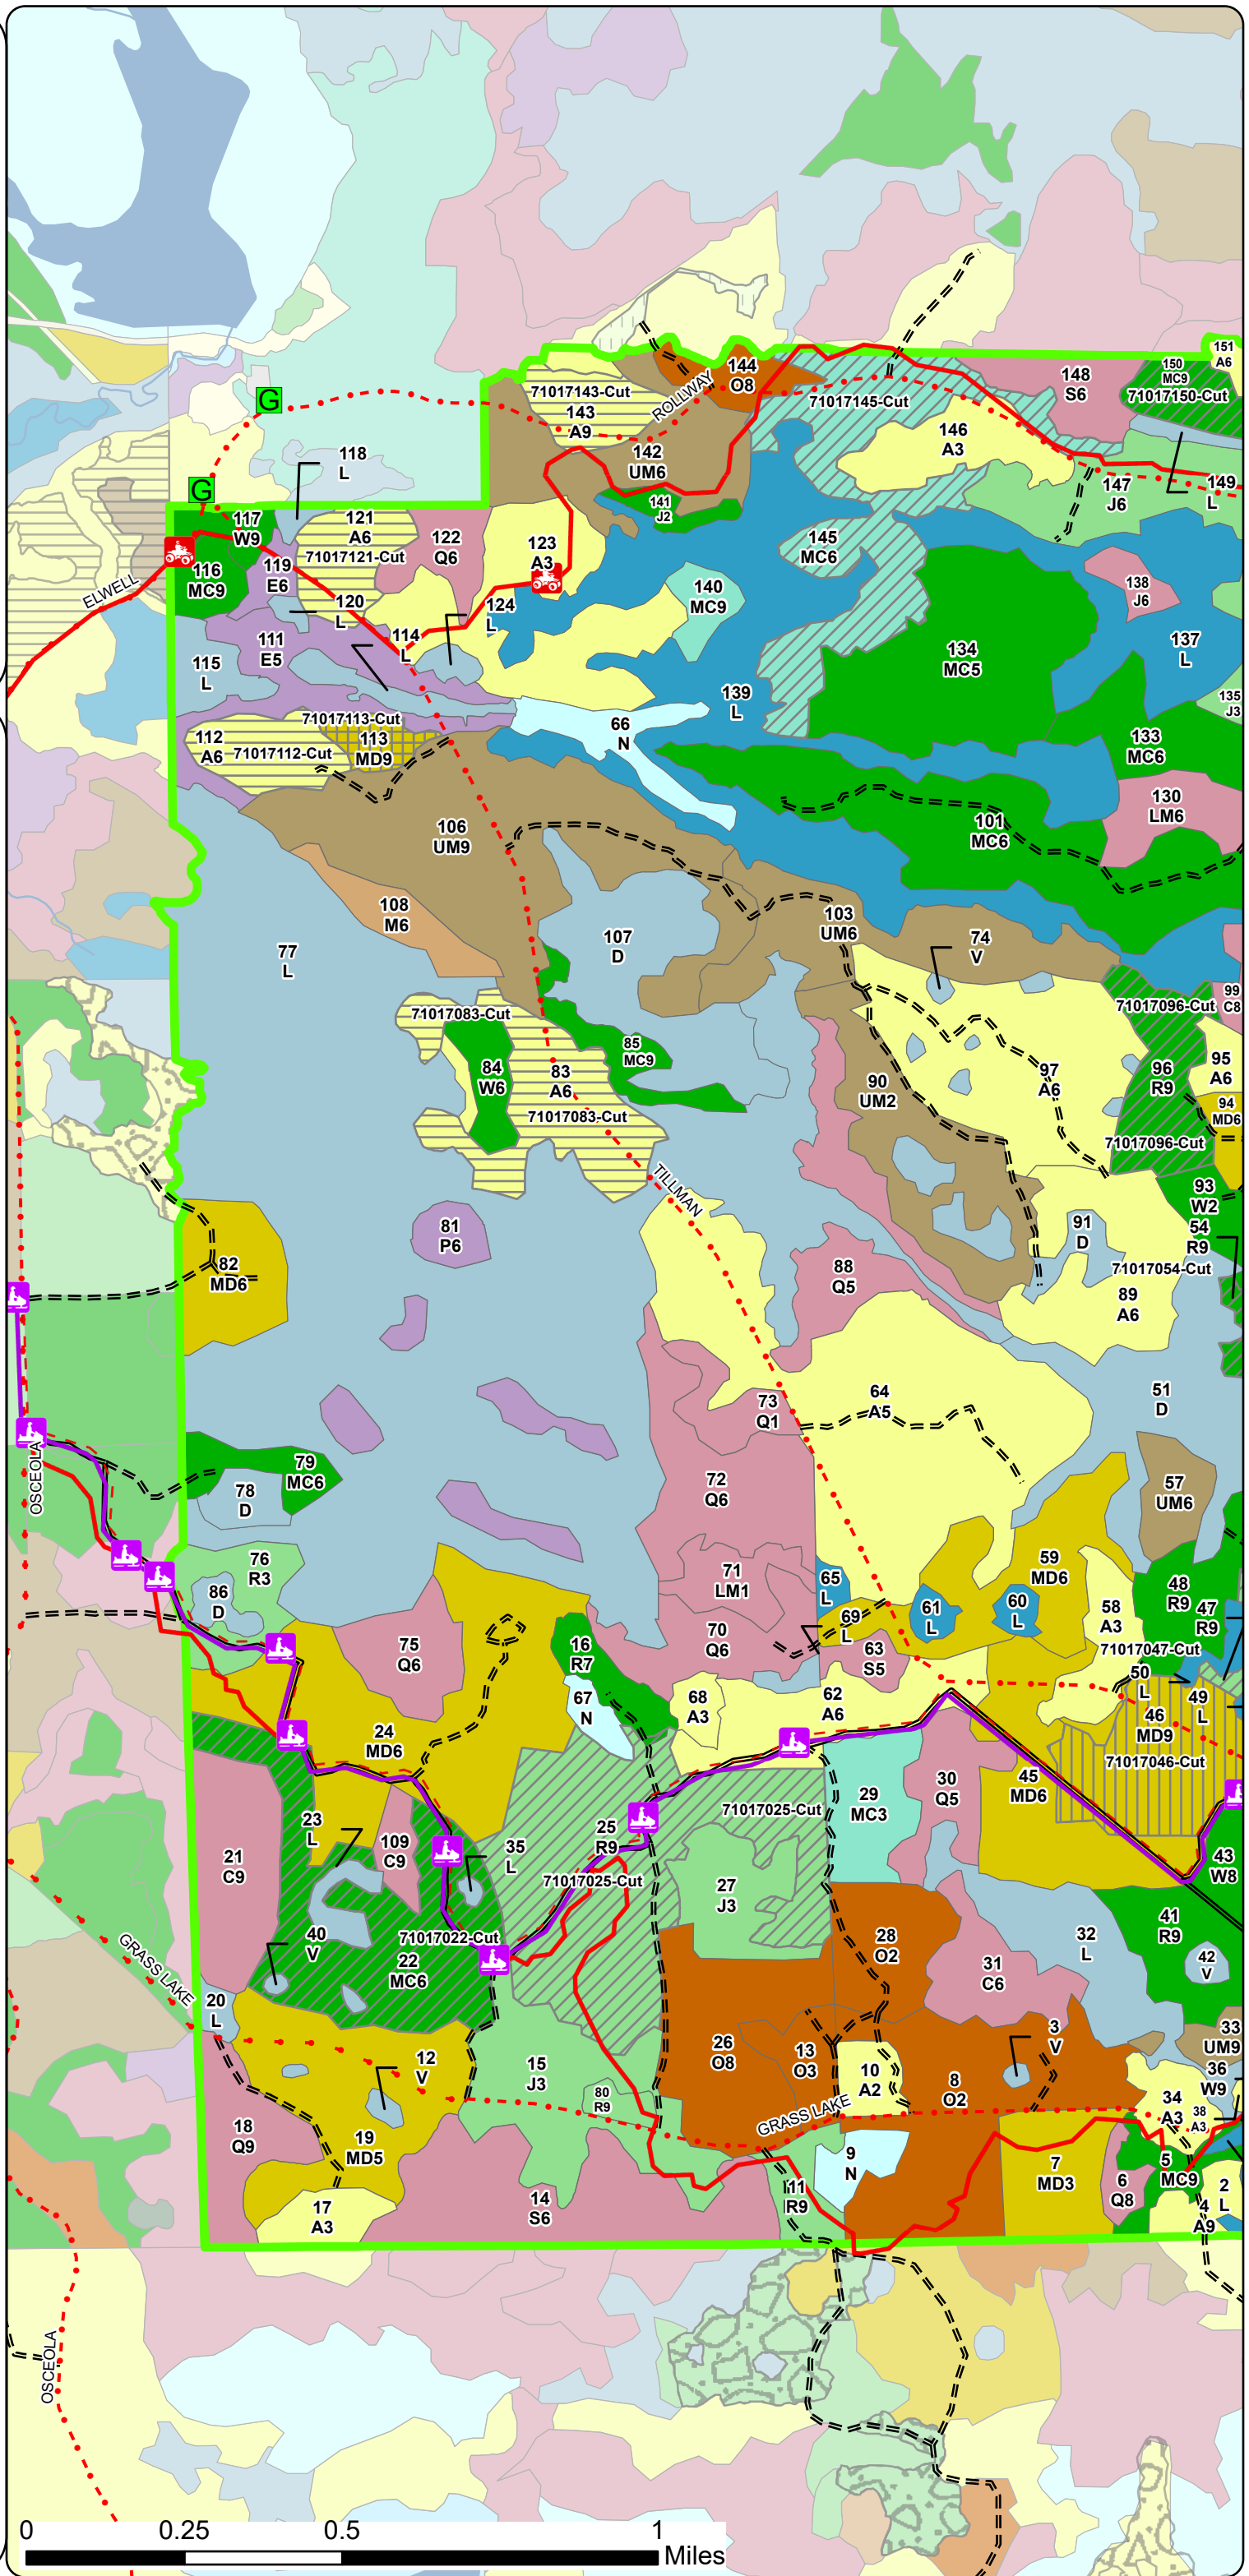 151
A6
150
MC9
71017150-Cut
148
S6
144
O8
71017143-Cut
143
A9
ROLLWAY
71017145-Cut
G
146
A3
142
UM6
118
L
147
J6
149
L
G
141
J2
117
W9
121
A6
71017121-Cut
122
Q6
123
A3
145
MC6
119
E6
116
MC9
ELWELL
140
MC9
138
J6
120
L
124
L
114
L
111
E5
115
L
134
MC5
137
L
135
J3
139
L
66
N
71017113-Cut
112
A6
71017112-Cut
113
MD9
133
MC6
130
LM6
106
UM9
101
MC6
108
M6
103
UM6
74
V
107
D
77
L
99
C8
71017096-Cut
71017083-Cut
85
MC9
84
W6
83
A6
71017083-Cut
97
A6
96
R9
95
A6
90
UM2
94
MD6
71017096-Cut
TILLMAN
93
W2
81
P6
91
D
54
R9
71017054-Cut
82
MD6
88
Q5
89
A6
64
A5
51
D
73
Q1
OSCEOLA
79
MC6
72
Q6
78
D
57
UM6
76
R3
71
LM1
65
L
59
MD6
86
D
48
R9
60
L
61
L
58
A3
47
R9
69
L
70
Q6
75
Q6
16
R7
63
S5
71017047-Cut
50
L
67
N
68
A3
62
A6
49
L
46
MD9
24
MD6
71017046-Cut
45
MD6
30
Q5
29
MC3
71017025-Cut
23
L
25
R9
109
C9
35
L
21
C9
43
W8
71017025-Cut
27
J3
41
R9
40
V
71017022-Cut
28
O2
32
L
22
MC6
31
C6
42
V
GRASS LAKE
20
L
3
V
33
UM9
26
O8
13
O3
12
V
15
J3
10
A2
8
O2
36
W9
80
R9
34
A3
38
A3
GRASS LAKE
18
Q9
19
MD5
9
N
7
MD3
5
MC9
6
Q8
2
L
11
R9
14
S6
17
A3
4
A9
OSCEOLA
0
0.25
0.5
1
Miles